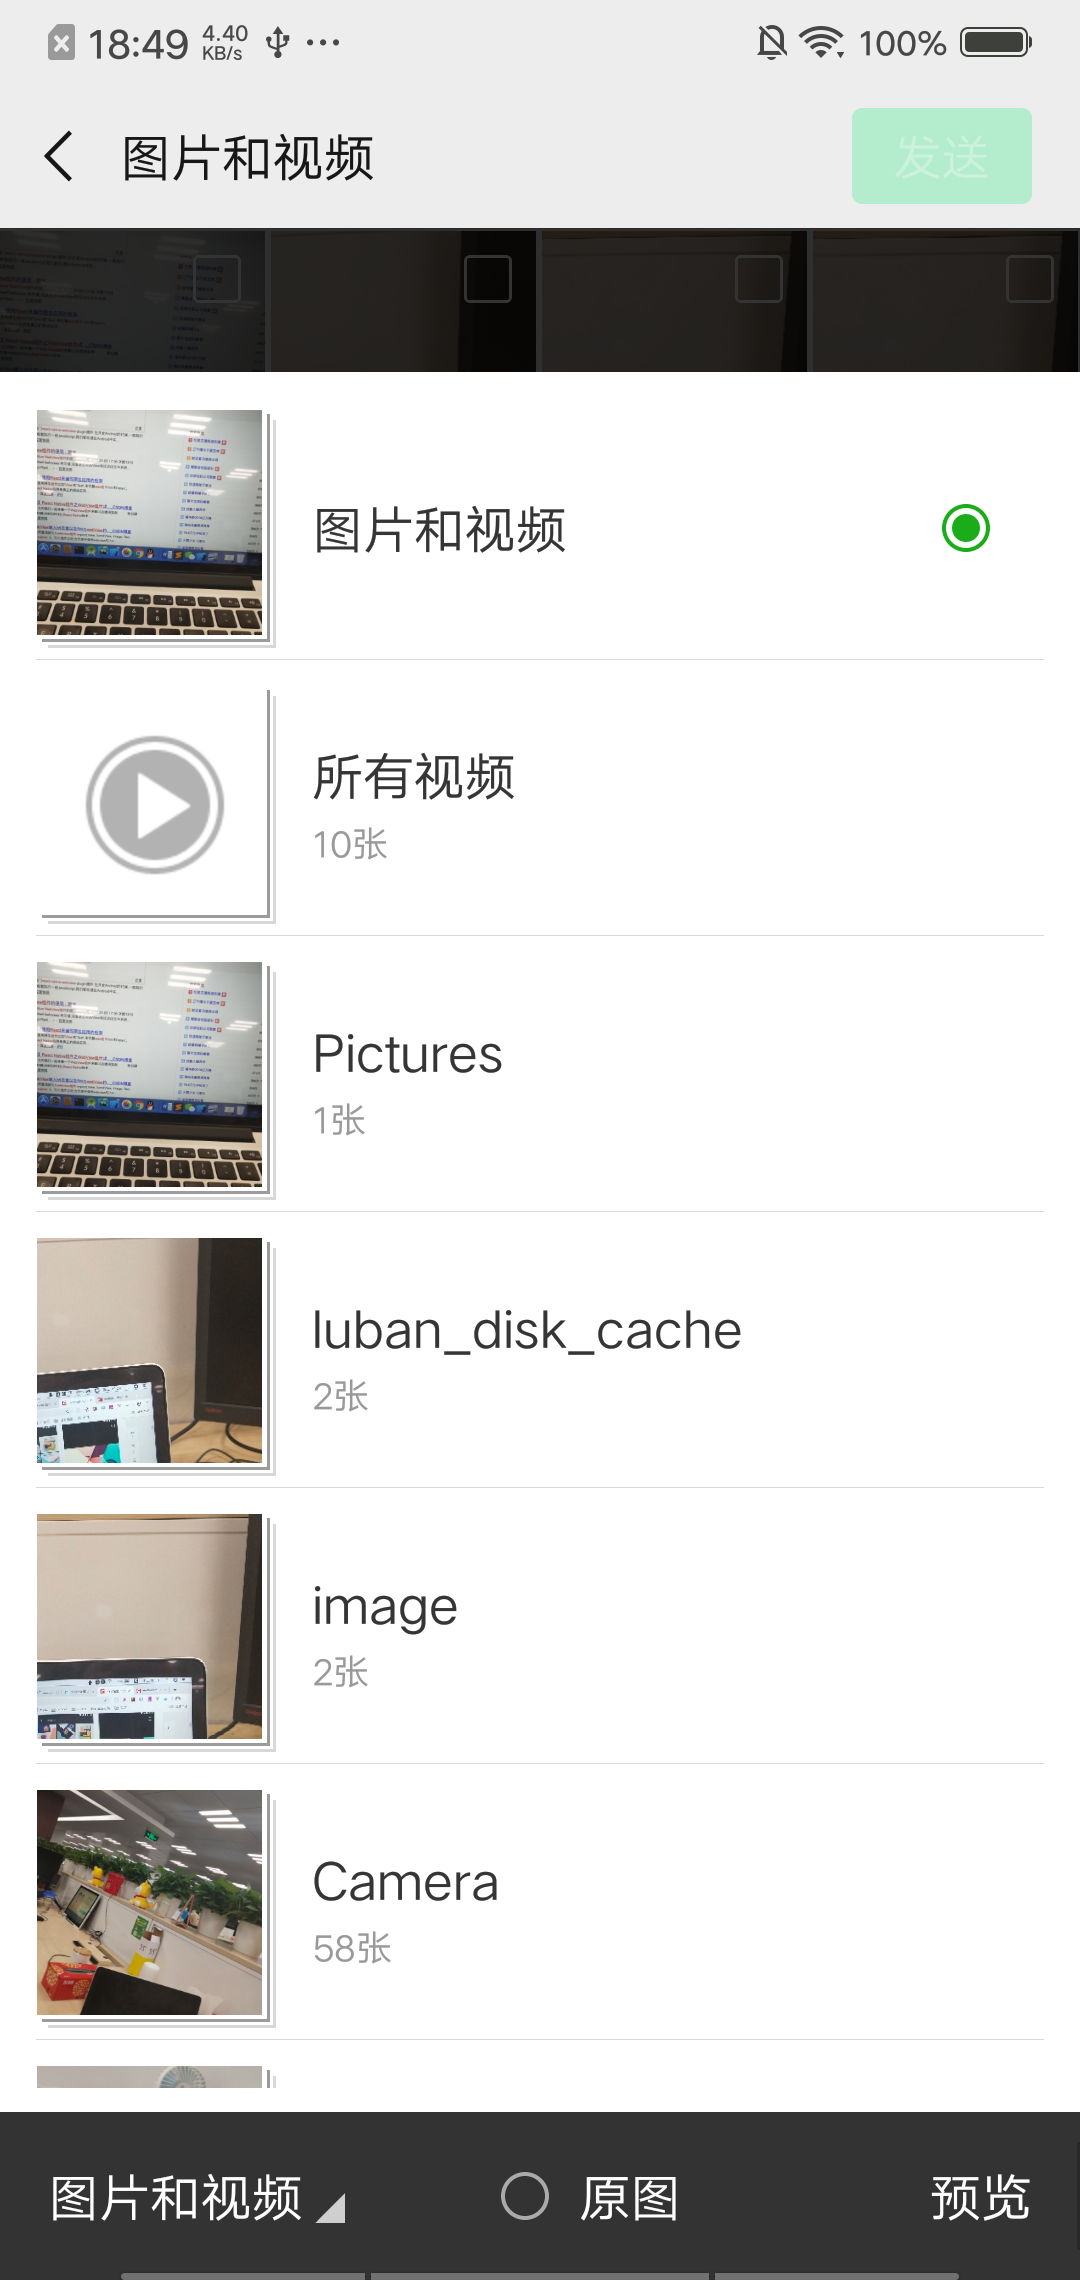 18:49 4.40 KB/s 100%
图片和视频
发送
图片和视频
所有视频
10张
Pictures
1张
luban_disk_cache
2张
image
2张
Camera
58张
图片和视频
原图
预览